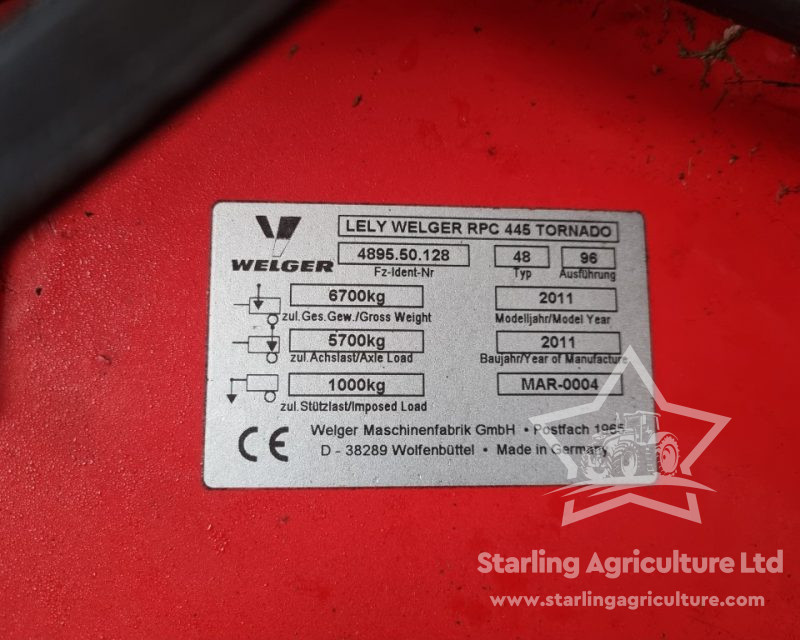 LELY WELGER RPC 445 TORNADO
WELGER
4895.50.128 48 96
Fz-Ident-Nr Typ Ausführung
6700kg 2011
zul.Ges.Gew./Gross Weight Modelljahr/Model Year
5700kg 2011
zul.Achslast/Axle Load Baujahr/Year of Manufacture
1000kg MAR-0004
zul.Stützlast/Imposed Load
CE Welger Maschinenfabrik GmbH • Postfach 1965
D - 38289 Wolfenbüttel • Made in Germany
Starling Agriculture Ltd
www.starlingagriculture.com